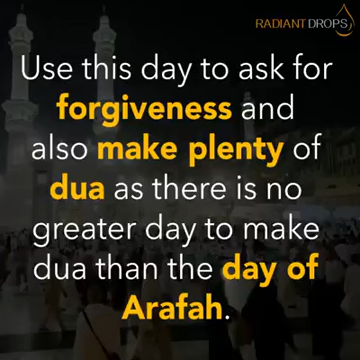 RADIANT DROPS
Use this day to ask for
forgiveness and
also make plenty of
dua as there is no
greater day to make
dua than the day of
Arafah.